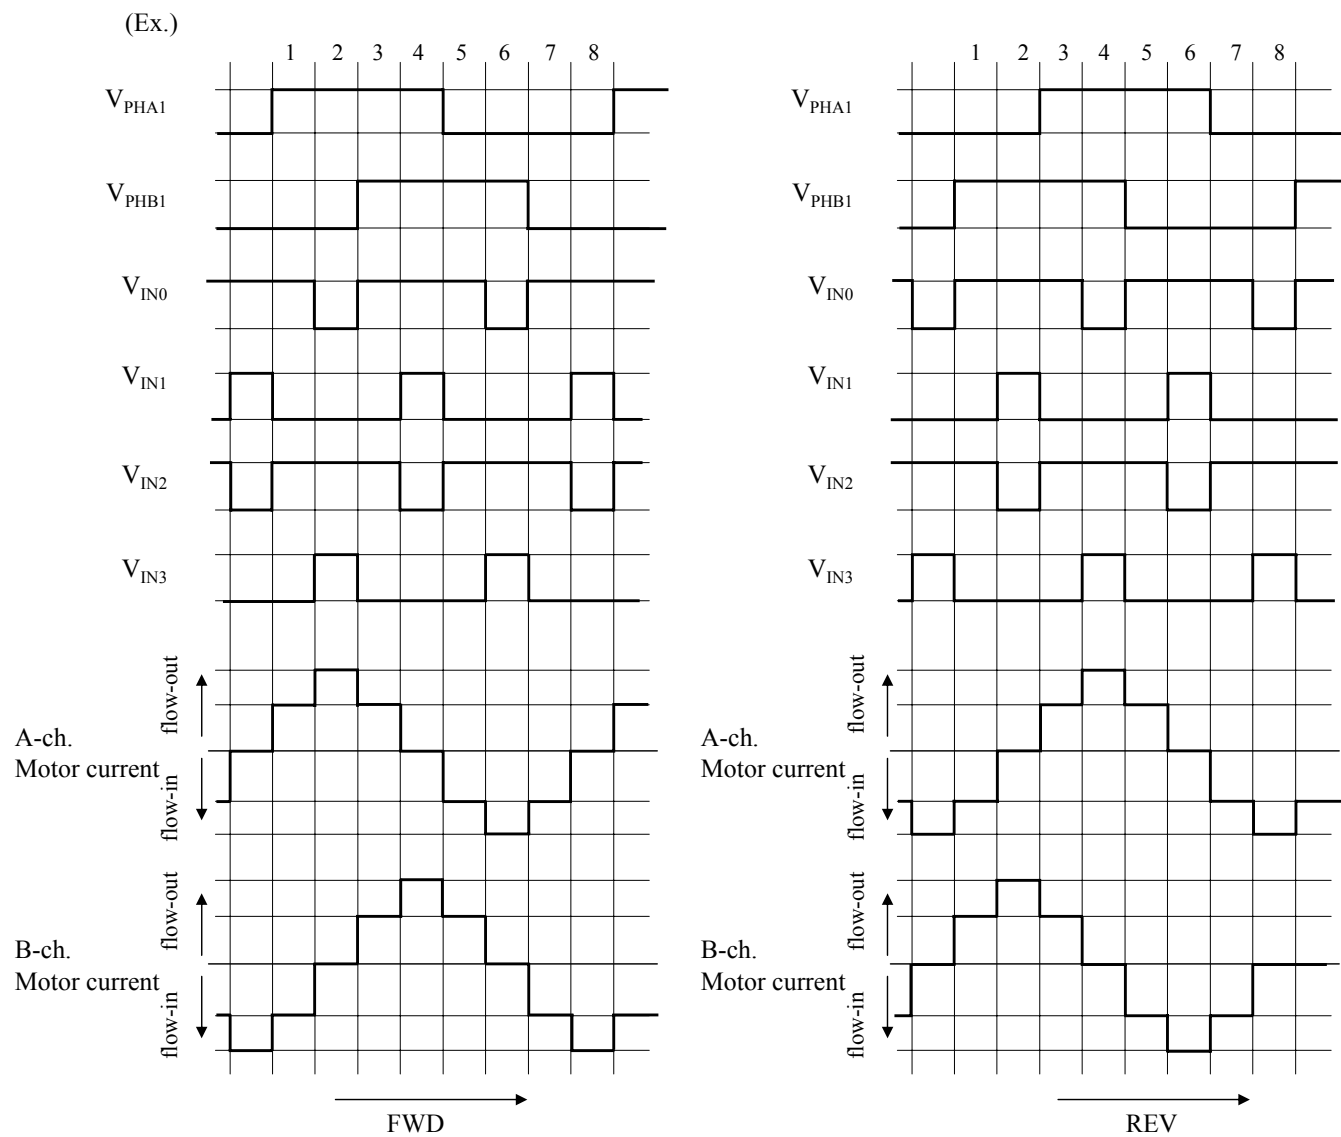 (Ex.)
1 2 3 4 5 6 7 8
VPHA1
VPHB1
VIN0
VIN1
VIN2
VIN3
flow-out
A-ch.
Motor current
flow-in
flow-out
B-ch.
Motor current
flow-in
FWD
1 2 3 4 5 6 7 8
VPHA1
VPHB1
VIN0
VIN1
VIN2
VIN3
flow-out
A-ch.
Motor current
flow-in
flow-out
B-ch.
Motor current
flow-in
REV